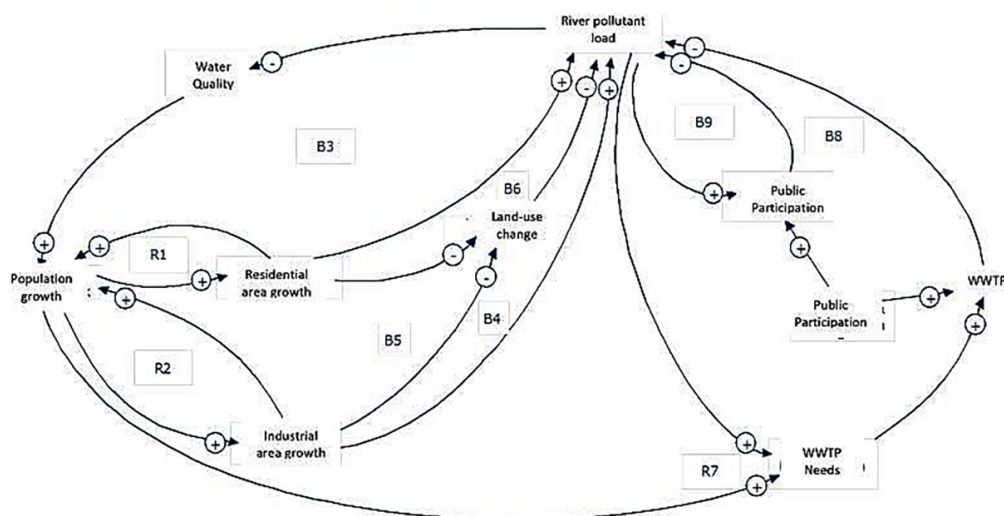 River pollutant
load
Water
Quality
B3
B9
B8
Public
Participation
B6
Land-use
change
R1
Population
growth
Residential
area growth
Public
Participation
WWTP
B5
B4
R2
Industrial
area growth
R7
WWTP
Needs
-
-
-
+
-
+
+
+
+
+
-
+
+
-
+
+
+
+
+